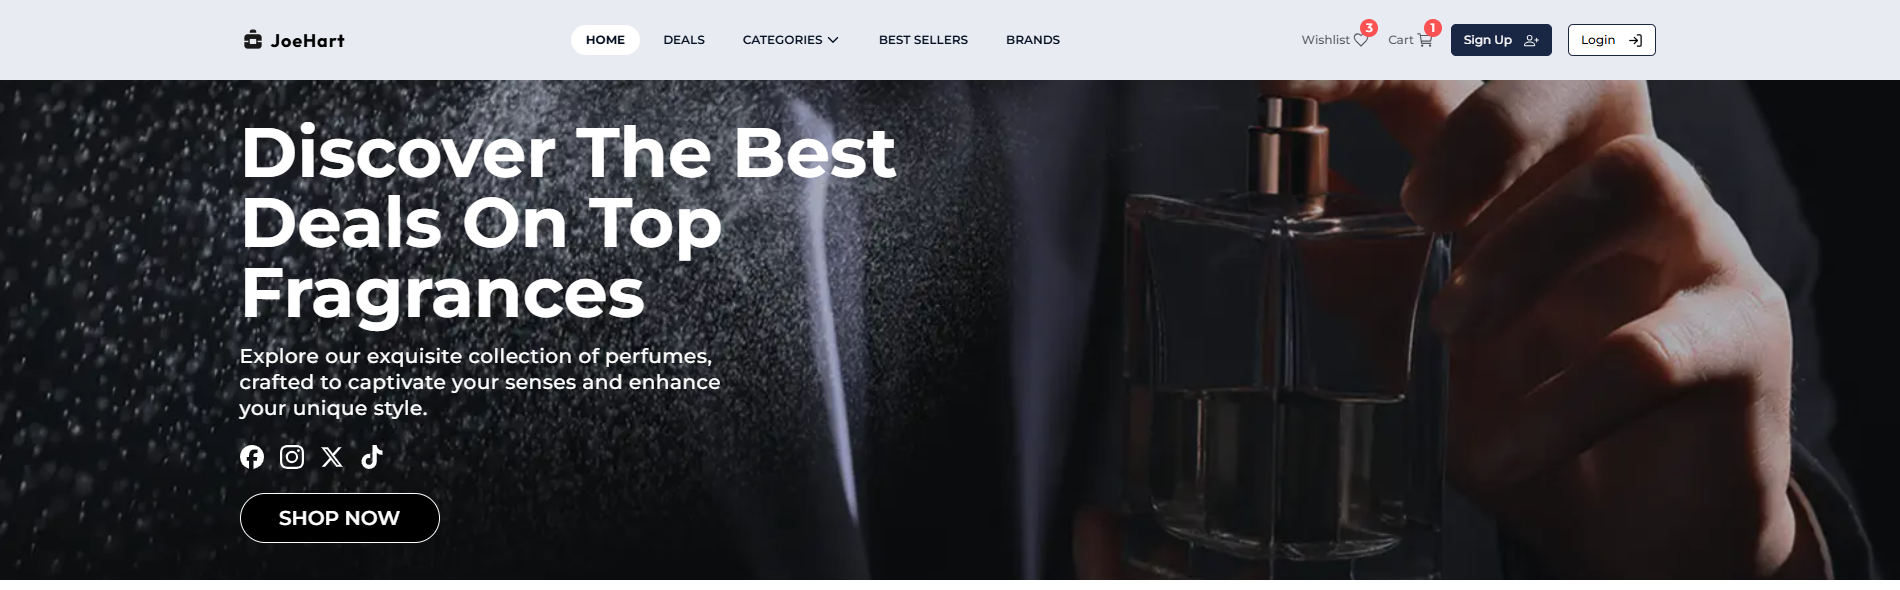 JoeHart
HOME DEALS CATEGORIES BEST SELLERS BRANDS
Wishlist 3 Cart 1 Sign Up Login
Discover The Best
Deals On Top
Fragrances
Explore our exquisite collection of perfumes,
crafted to captivate your senses and enhance
your unique style.
SHOP NOW